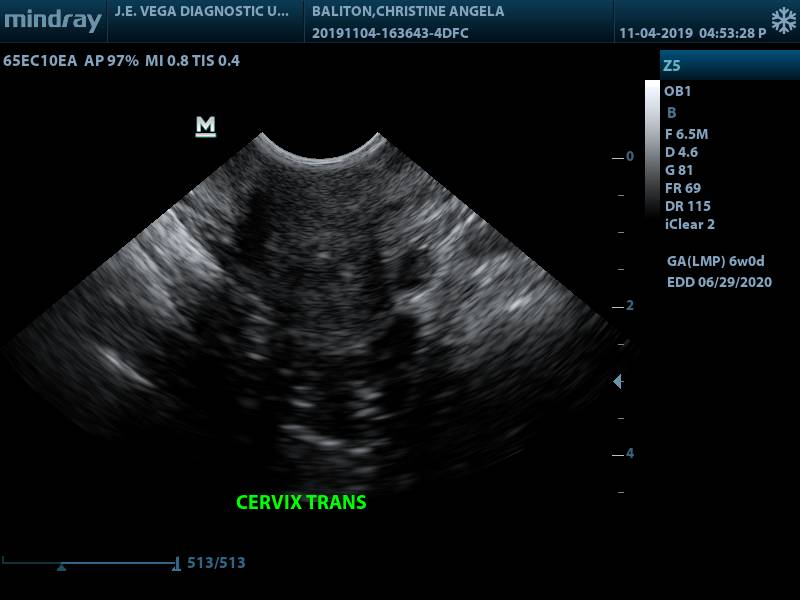 mindray
J.E. VEGA DIAGNOSTIC U...
BALITON,CHRISTINE ANGELA
20191104-163643-4DFC
11-04-2019 04:53:28 P
65EC10EA AP 97% MI 0.8 TIS 0.4
Z5
M
OB1
B
F 6.5M
D 4.6
G 81
FR 69
DR 115
iClear 2
GA(LMP) 6w0d
EDD 06/29/2020
0
2
4
CERVIX TRANS
513/513